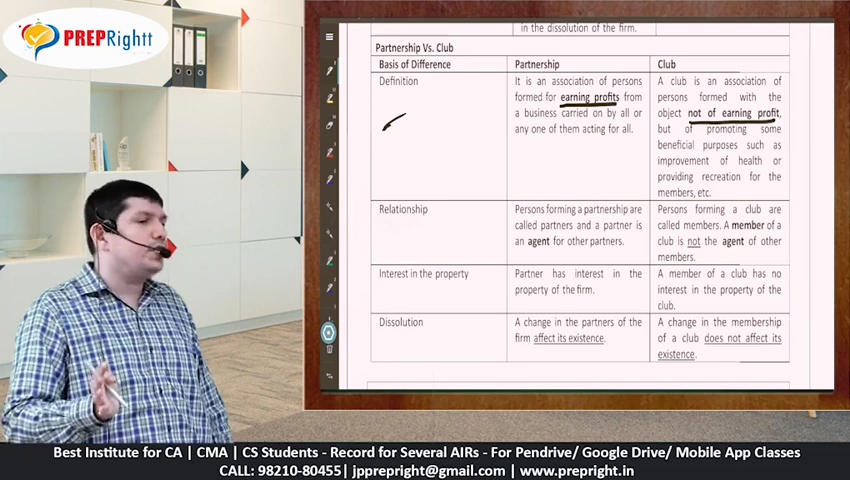 PREPRightt
in the dissolution of the firm.
Partnership Vs. Club
Basis of Difference
Partnership
Club
Definition
It is an association of persons
formed for earning profits from
a business carried on by all or
any one of them acting for all.
A club is an association of
persons formed with the
object not of earning profit,
but of promoting some
beneficial purposes such as
improvement of health or
providing recreation for the
members, etc.
Relationship
Persons forming a partnership are
called partners and a partner is
an agent for other partners.
Persons forming a club are
called members. A member of a
club is not the agent of other
members.
Interest in the property
Partner has interest in the
property of the firm.
A member of a club has no
interest in the property of the
club.
Dissolution
A change in the partners of the
firm affect its existence.
A change in the membership
of a club does not affect its
existence.
Best Institute for CA | CMA | CS Students - Record for Several AIRs - For Pendrive/ Google Drive/ Mobile App Classes
CALL: 98210-80455| jpprepright@gmail.com | www.prepright.in